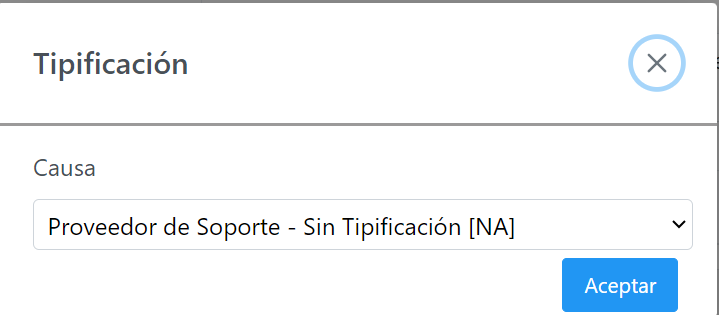 Tipificación
Causa
Proveedor de Soporte - Sin Tipificación [NA]
Aceptar